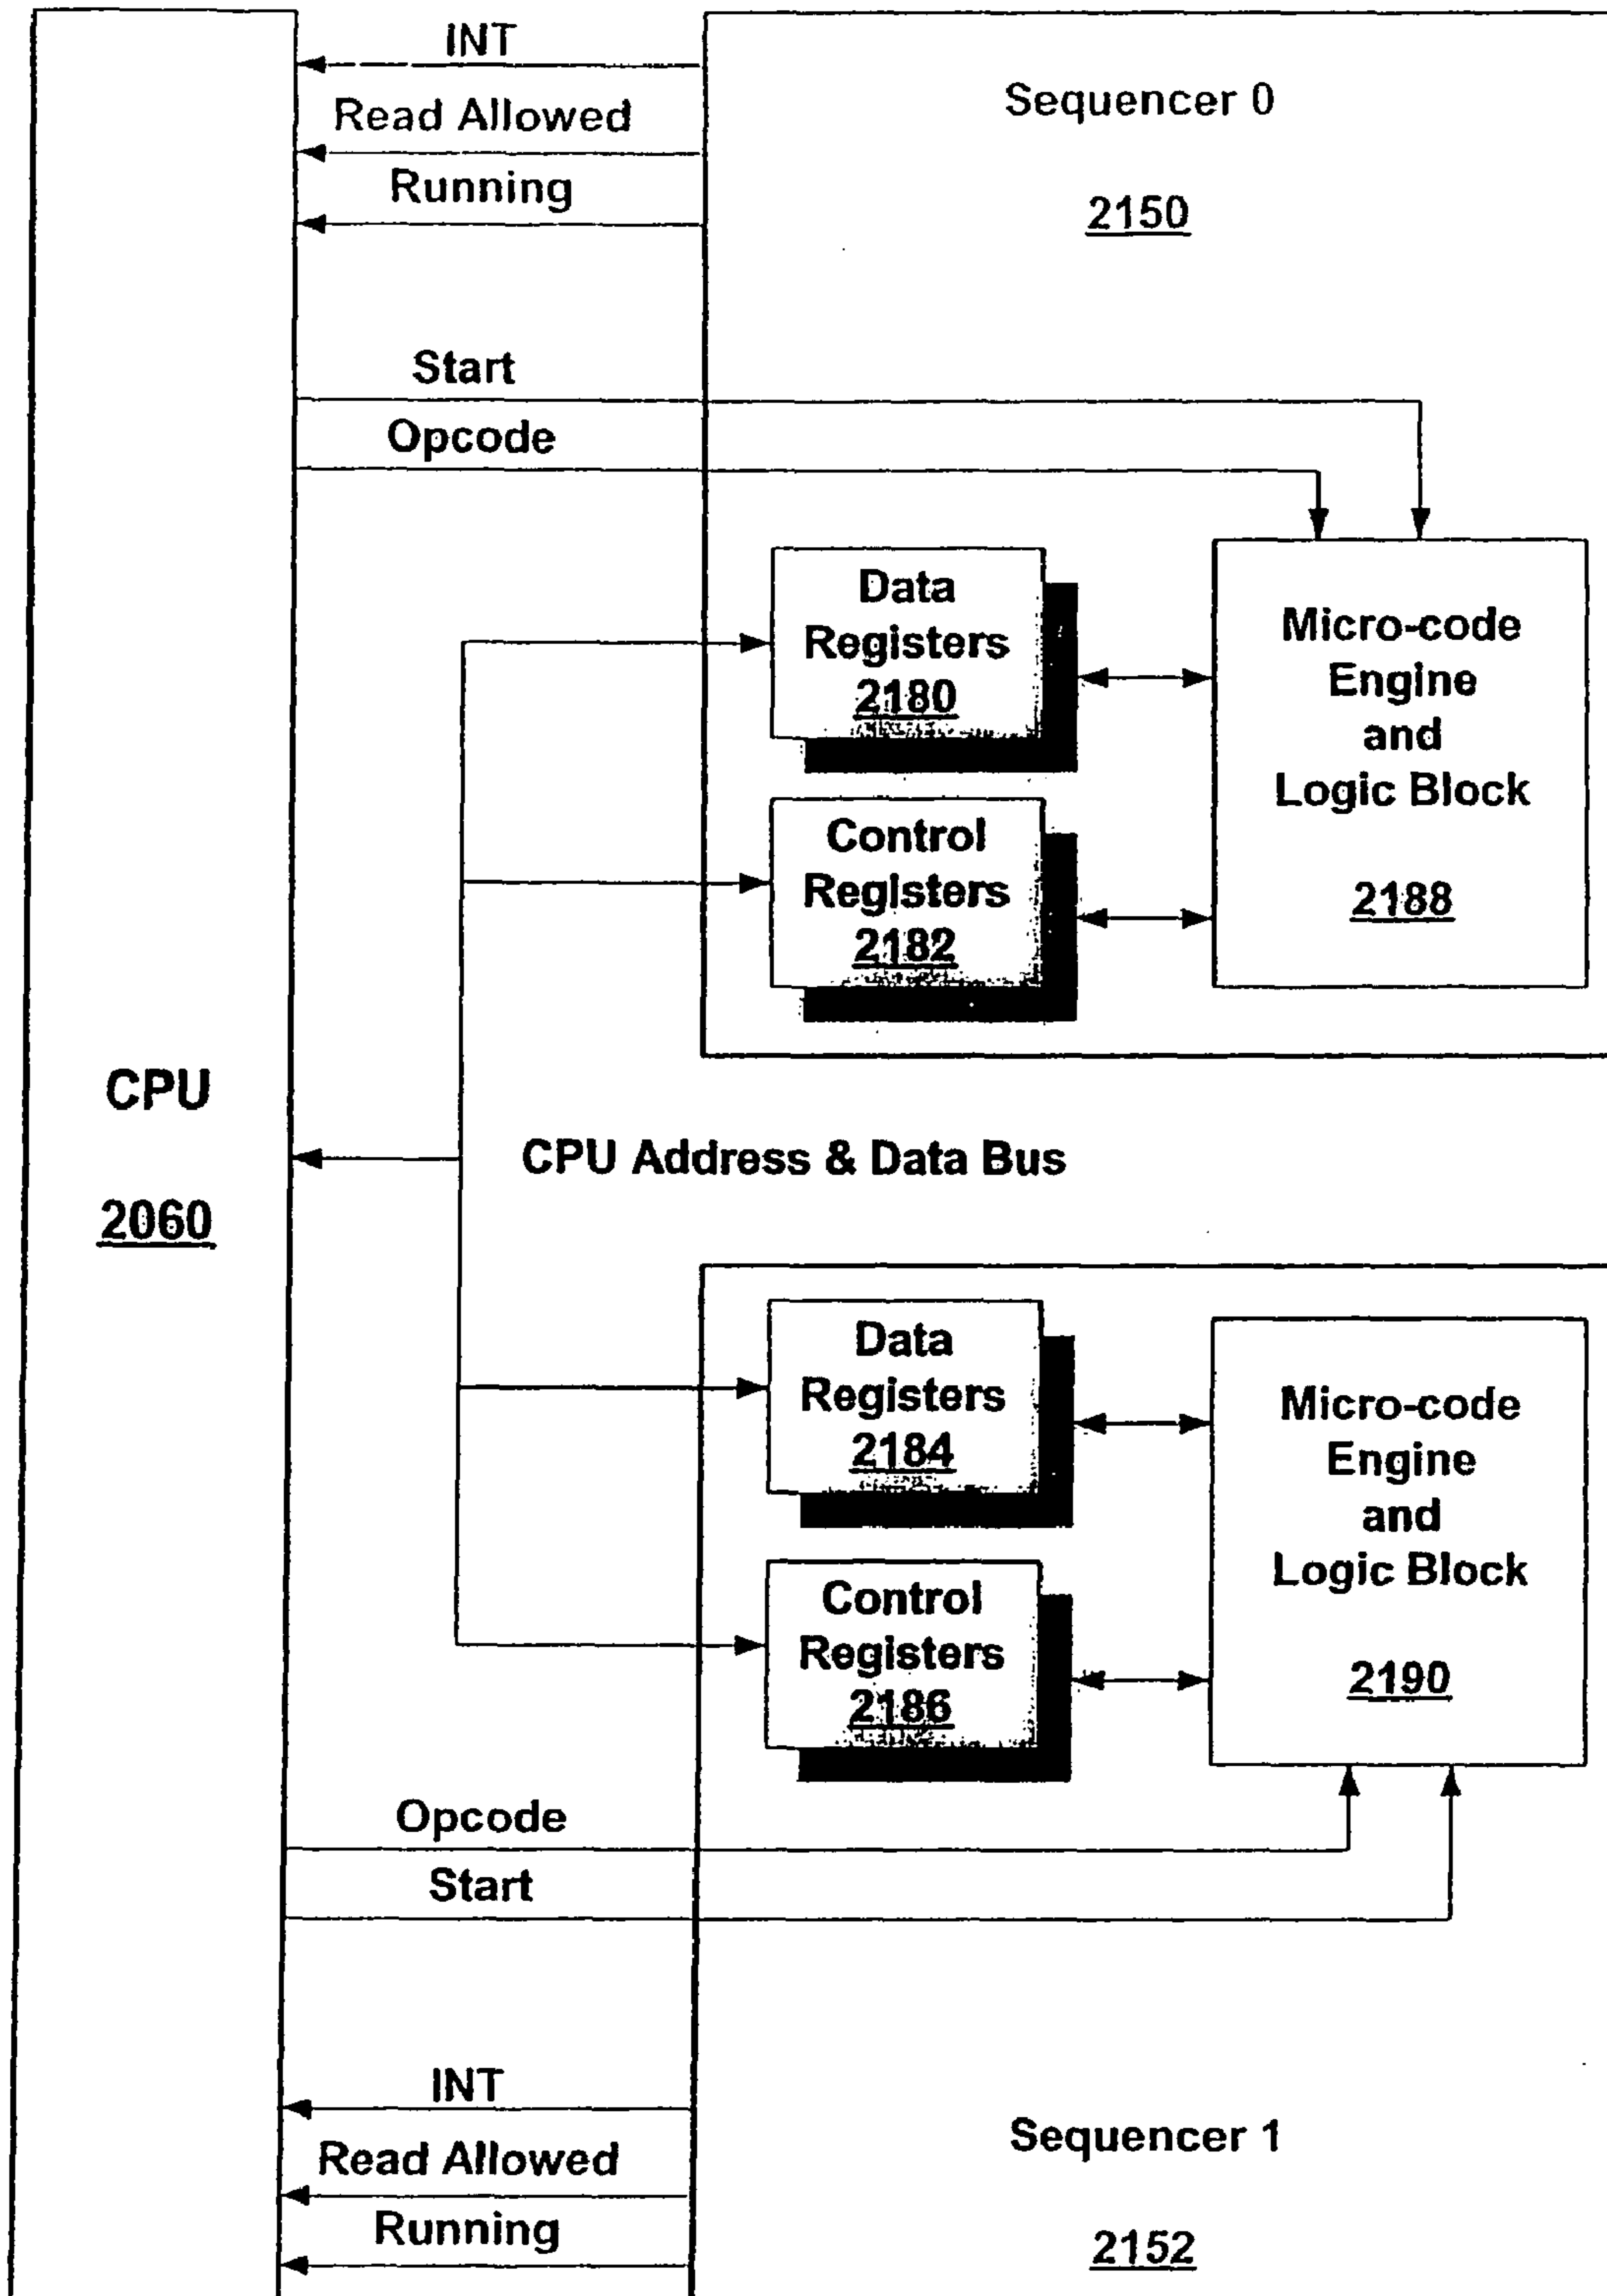 INT
Read Allowed
Running
Sequencer 0
2150
Start
Opcode
Data
Registers
2180
Control
Registers
2182
Micro-code
Engine
and
Logic Block
2188
CPU
2060
CPU Address & Data Bus
Data
Registers
2184
Control
Registers
2186
Micro-code
Engine
and
Logic Block
2190
Opcode
Start
INT
Read Allowed
Running
Sequencer 1
2152